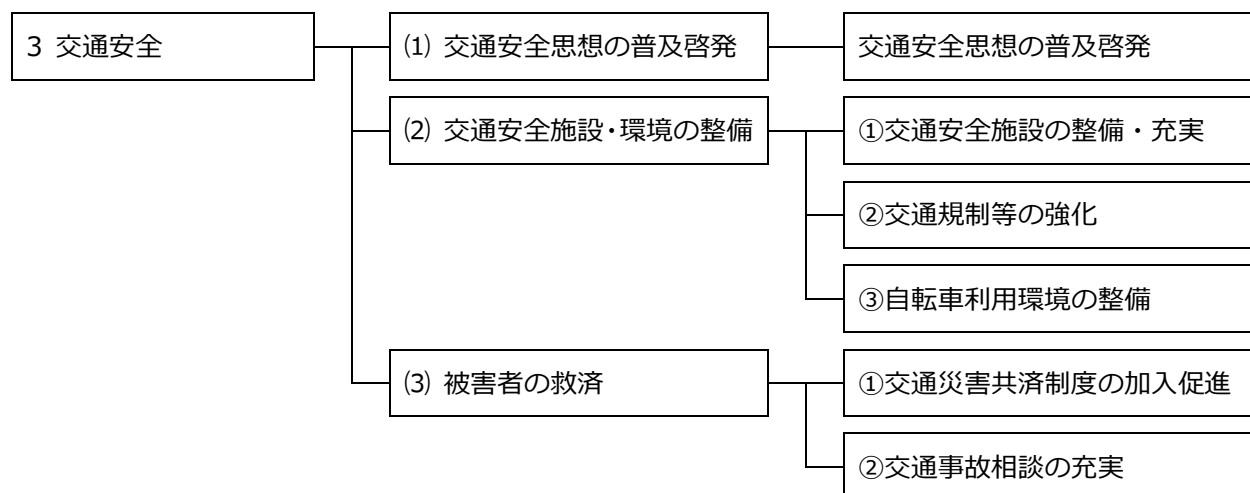 3 交通安全
⑴ 交通安全思想の普及啓発
交通安全思想の普及啓発
⑵ 交通安全施設・環境の整備
①交通安全施設の整備・充実
②交通規制等の強化
③自転車利用環境の整備
⑶ 被害者の救済
①交通災害共済制度の加入促進
②交通事故相談の充実